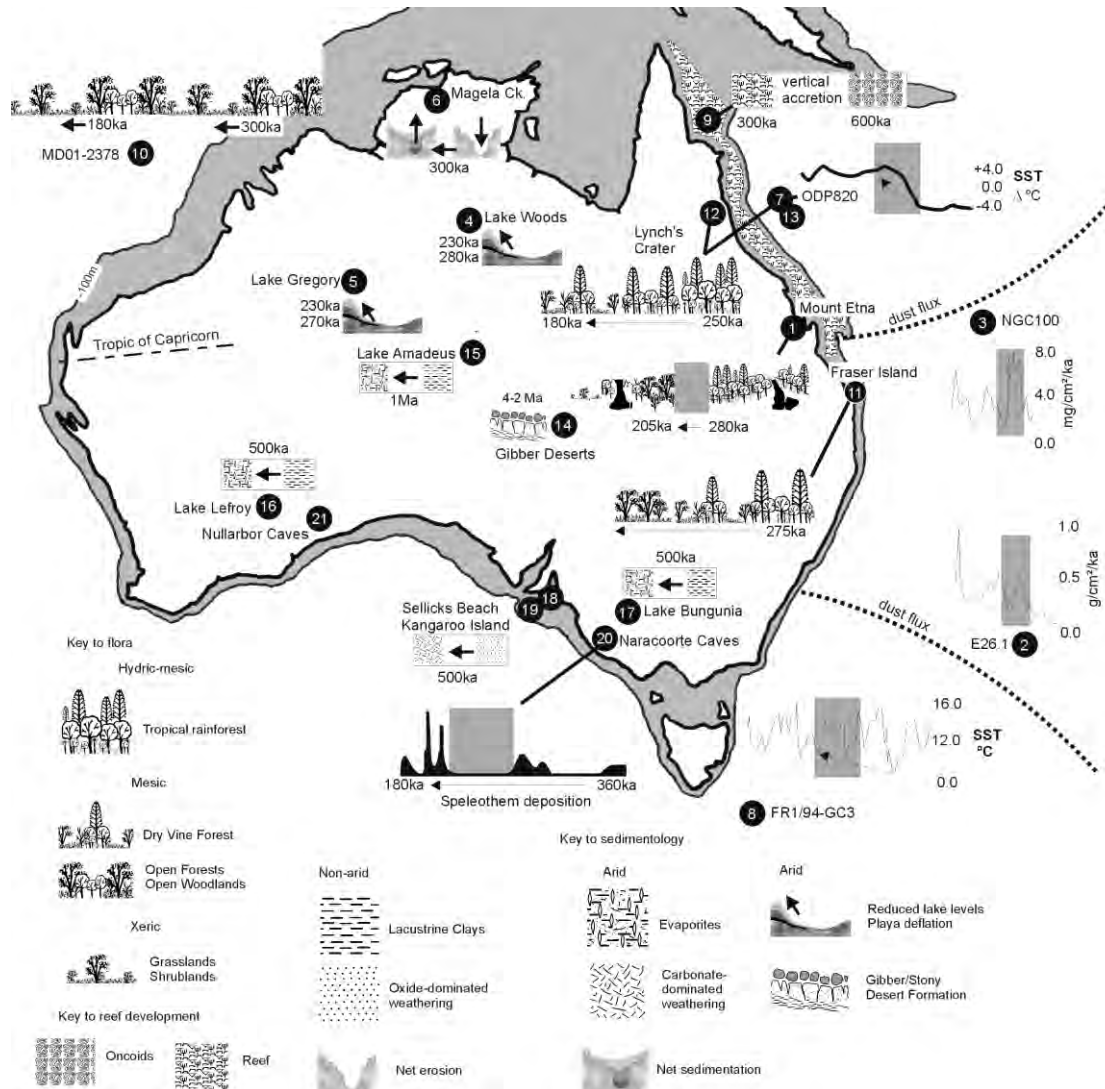 6 Magela Ck.
300ka
180ka
300ka
MD01-2378 10
vertical
accretion
9
300ka
600ka
ODP820
7
13
+4.0
0.0
-4.0
SST
Δ °C
12
Lynch's
Crater
180ka
250ka
4 Lake Woods
230ka
280ka
Lake Gregory 5
230ka
270ka
-100m
Tropic of Capricorn
Lake Amadeus 15
1Ma
4-2 Ma
14
Gibber Deserts
Mount Etna
1
205ka
280ka
dust flux
3 NGC100
8.0
4.0
0.0
mg/cm²/ka
Fraser Island
11
275ka
500ka
Lake Lefroy 16
Nullarbor Caves
21
500ka
17 Lake Bungunia
18
19
Sellicks Beach
Kangaroo Island
500ka
20 Naracoorte Caves
dust flux
1.0
0.5
0.0
g/cm²/ka
E26.1 2
180ka
360ka
Speleothem deposition
16.0
12.0
0.0
SST
°C
8 FR1/94-GC3
Key to flora
Hydric-mesic
Tropical rainforest
Mesic
Dry Vine Forest
Open Forests
Open Woodlands
Xeric
Grasslands
Shrublands
Key to reef development
Oncoids
Reef
Key to sedimentology
Non-arid
Lacustrine Clays
Oxide-dominated
weathering
Net erosion
Arid
Evaporites
Carbonate-
dominated
weathering
Net sedimentation
Arid
Reduced lake levels
Playa deflation
Gibber/Stony
Desert Formation